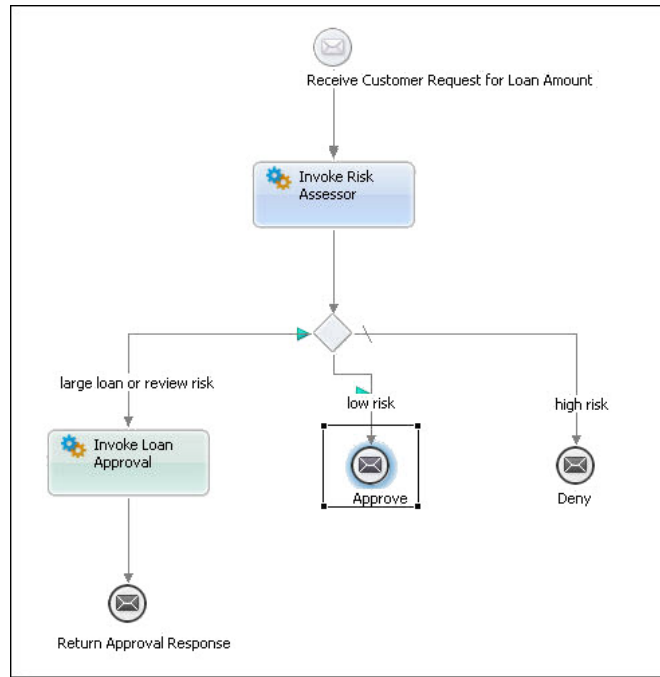 Receive Customer Request for Loan Amount
Invoke Risk
Assessor
large loan or review risk
low risk
high risk
Invoke Loan
Approval
Approve
Deny
Return Approval Response